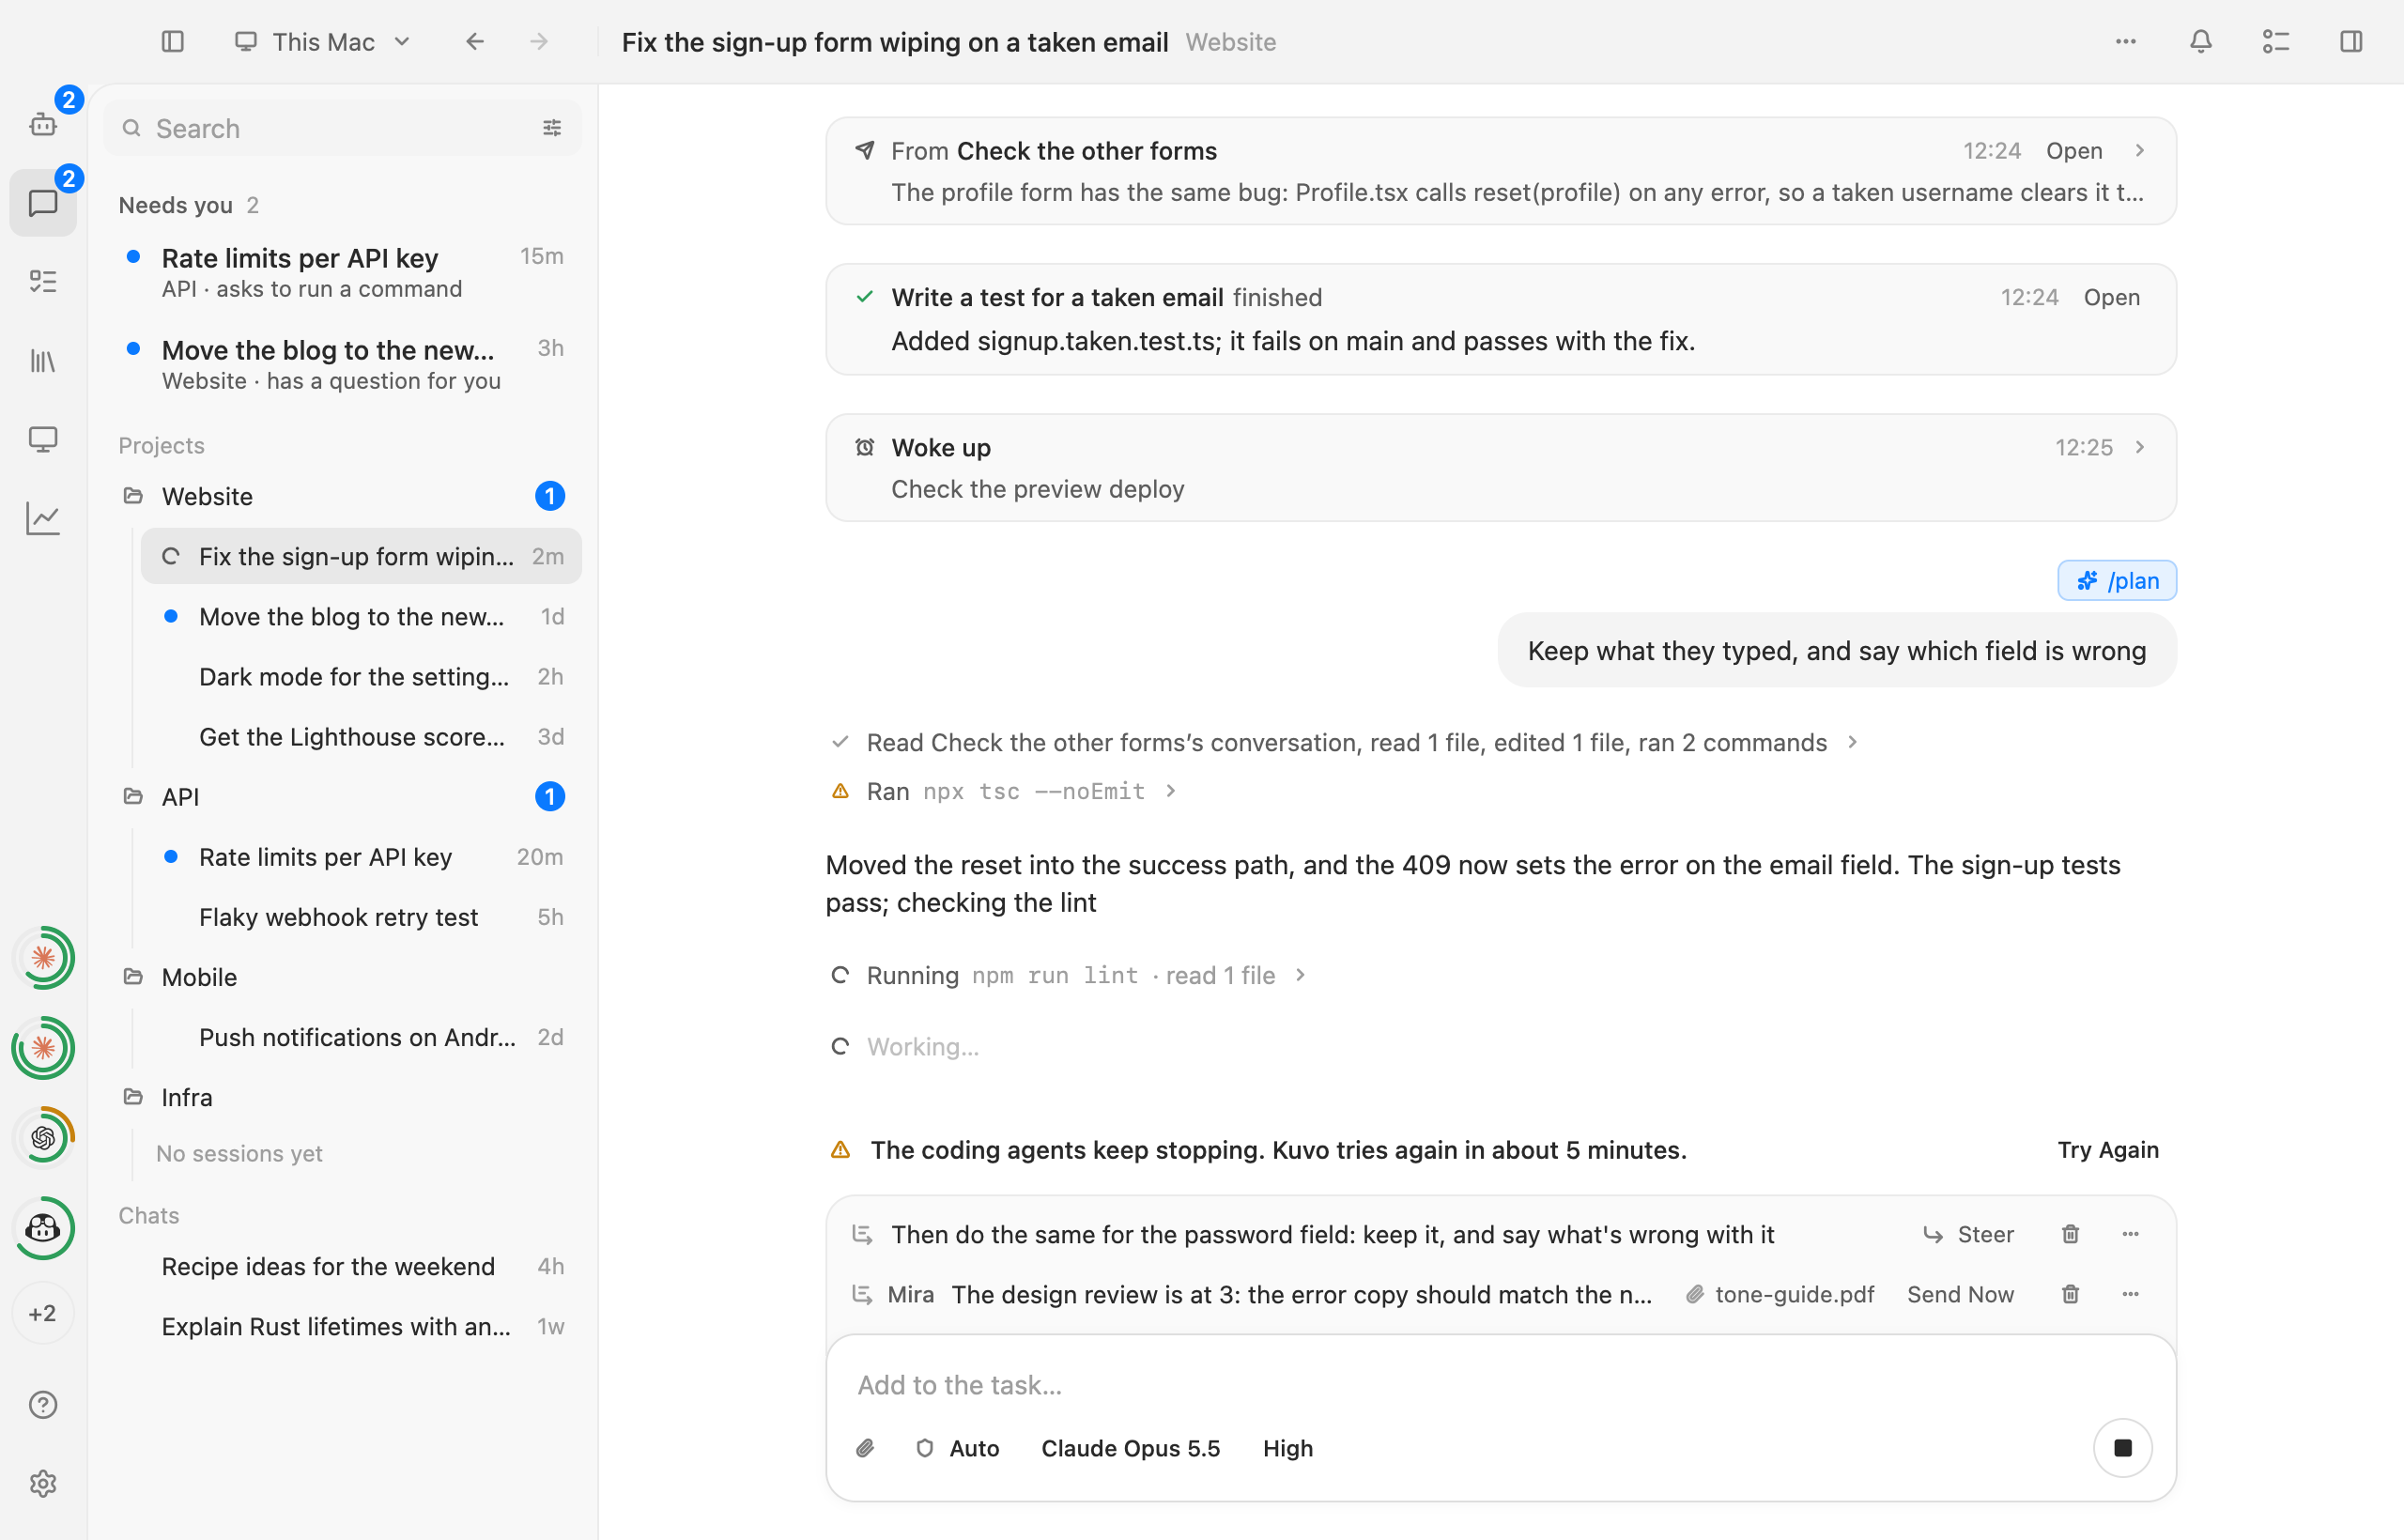 This Mac
Fix the sign-up form wiping on a taken email Website
2
2
Search
Needs you 2
Rate limits per API key 15m
API · asks to run a command
Move the blog to the new... 3h
Website · has a question for you
Projects
Website 1
Fix the sign-up form wipin... 2m
Move the blog to the new... 1d
Dark mode for the setting... 2h
Get the Lighthouse score... 3d
API 1
Rate limits per API key 20m
Flaky webhook retry test 5h
Mobile
Push notifications on Andr... 2d
Infra
No sessions yet
Chats
Recipe ideas for the weekend 4h
Explain Rust lifetimes with an... 1w
+2
From Check the other forms 12:24 Open
The profile form has the same bug: Profile.tsx calls reset(profile) on any error, so a taken username clears it t...
Write a test for a taken email finished 12:24 Open
Added signup.taken.test.ts; it fails on main and passes with the fix.
Woke up 12:25
Check the preview deploy
/plan
Keep what they typed, and say which field is wrong
Read Check the other forms’s conversation, read 1 file, edited 1 file, ran 2 commands
Ran npx tsc --noEmit
Moved the reset into the success path, and the 409 now sets the error on the email field. The sign-up tests
pass; checking the lint
Running npm run lint · read 1 file
Working...
The coding agents keep stopping. Kuvo tries again in about 5 minutes. Try Again
Then do the same for the password field: keep it, and say what's wrong with it Steer
Mira The design review is at 3: the error copy should match the n... tone-guide.pdf Send Now
Add to the task...
Auto Claude Opus 5.5 High